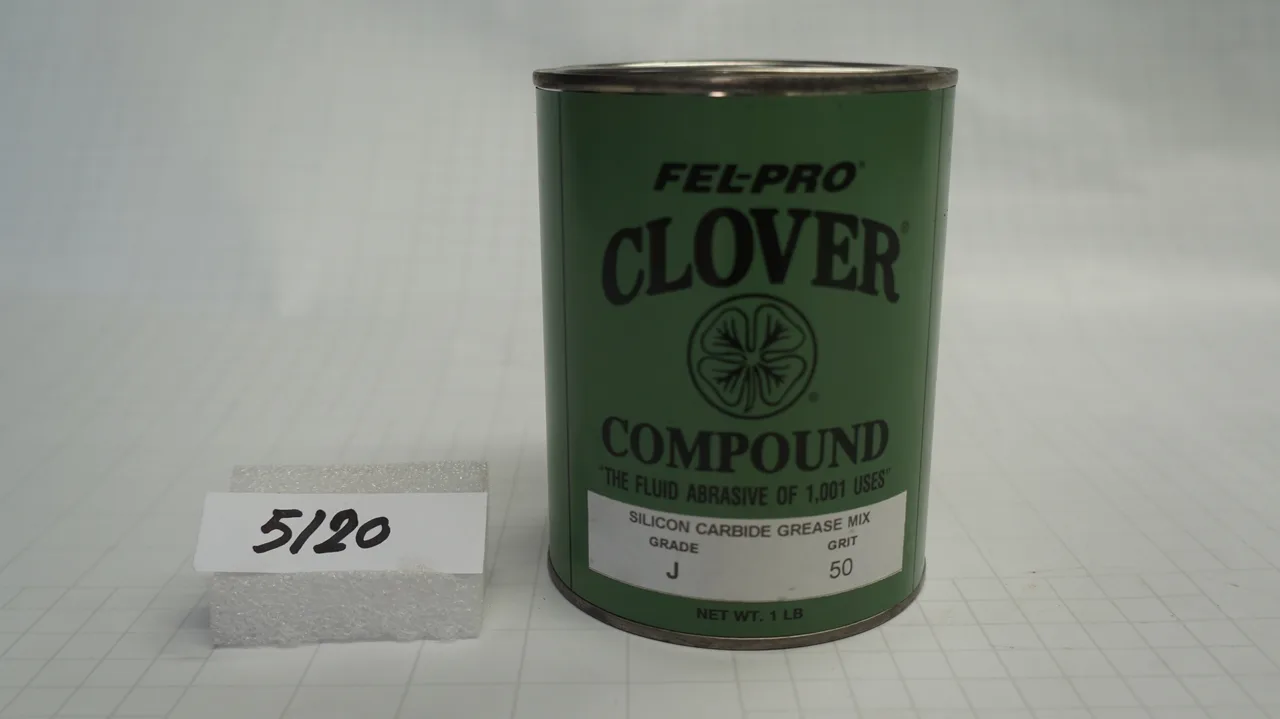 FEL-PRO®
CLOVER®
®
COMPOUND
"THE FLUID ABRASIVE OF 1,001 USES"
SILICON CARBIDE GREASE MIX
GRADE GRIT
J 50
NET WT. 1 LB
5120